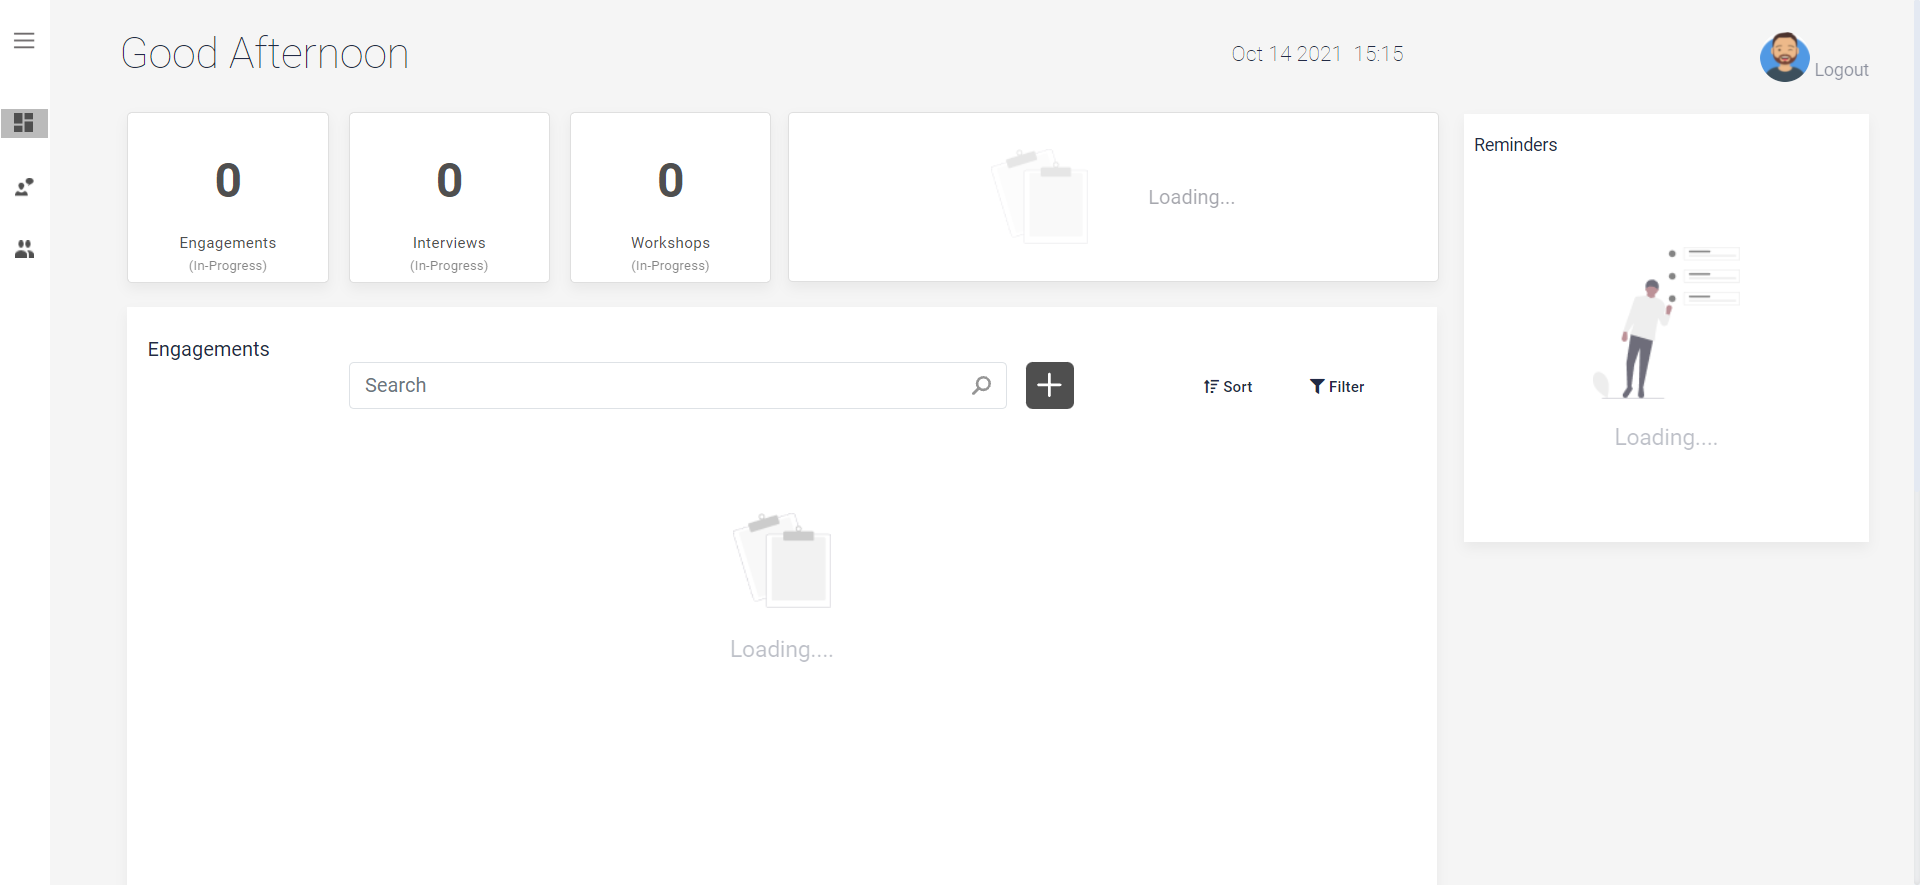 Good Afternoon
Oct 14 2021 15:15
Logout
0
Engagements
(In-Progress)
0
Interviews
(In-Progress)
0
Workshops
(In-Progress)
Loading...
Reminders
Loading....
Engagements
Search
Sort
Filter
Loading....